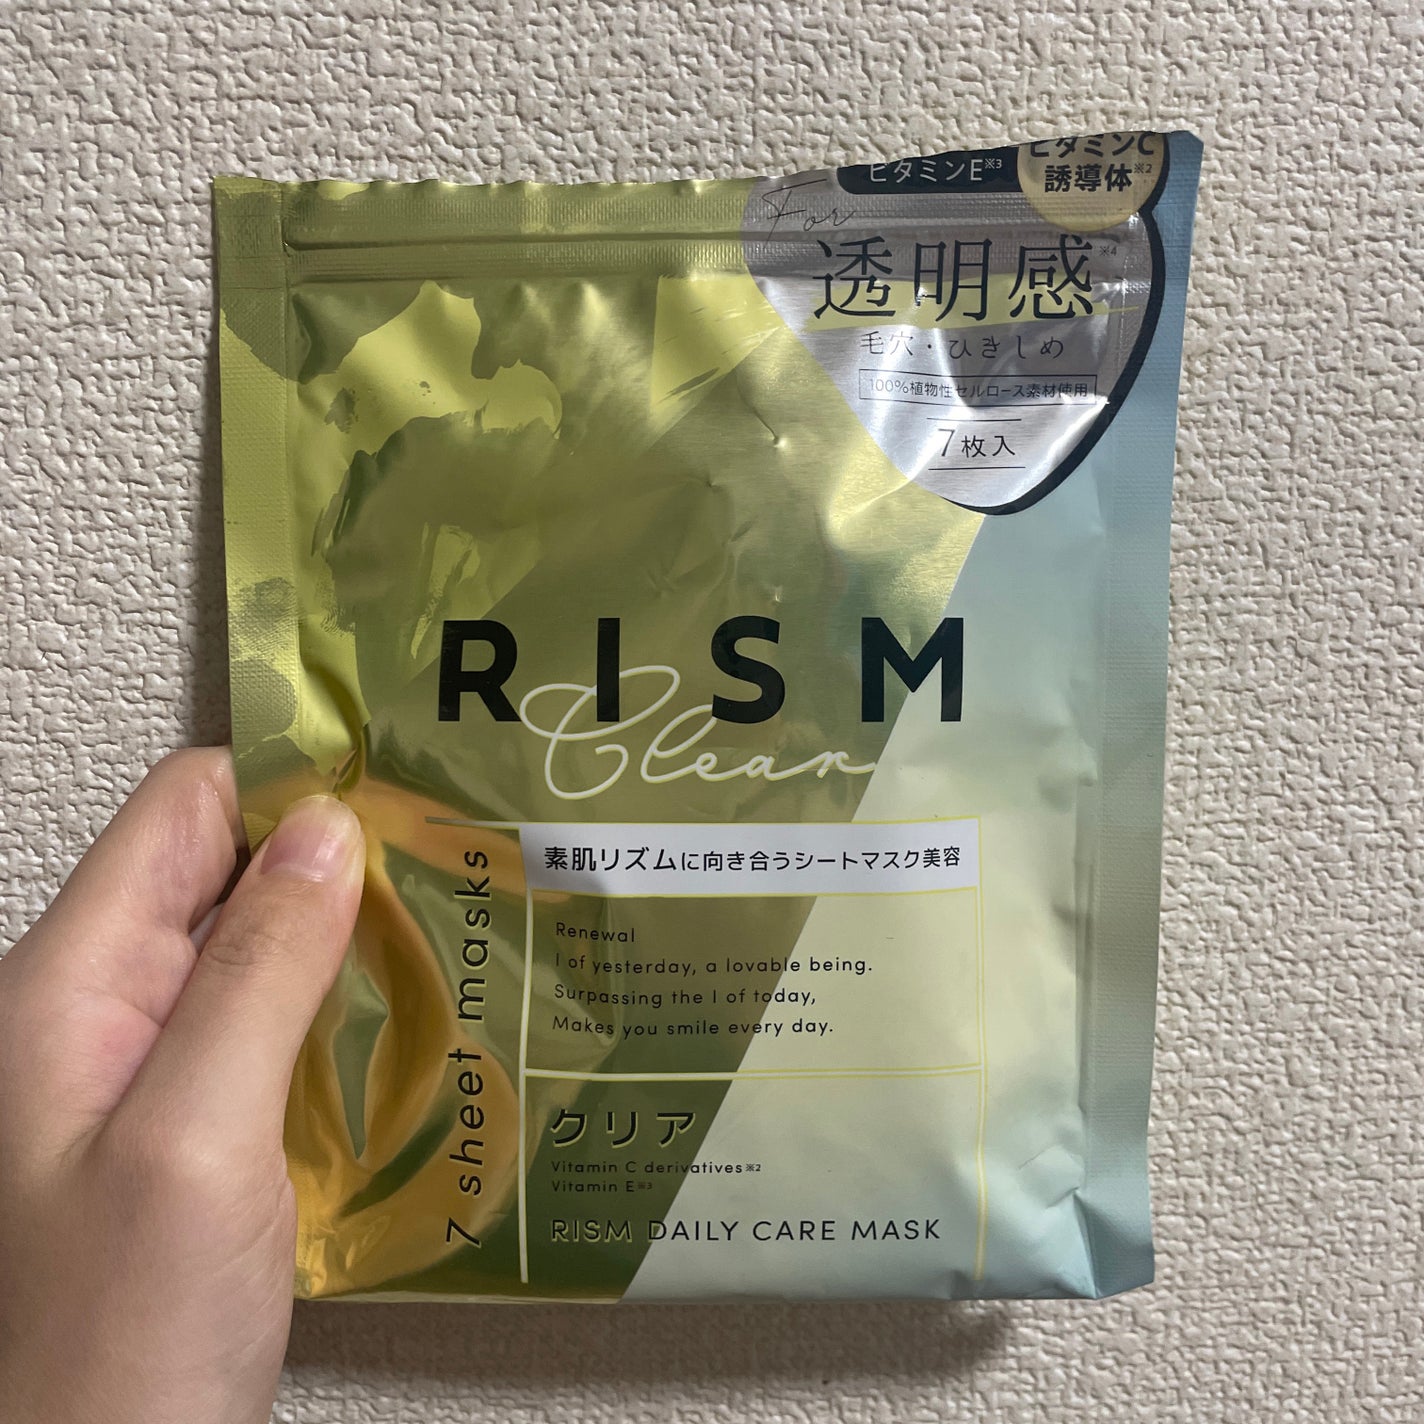 ビタミンE※3
ビタミンC
誘導体※2
For
透明感※4
毛穴・ひきしめ
100%植物性セルロース素材使用
7枚入
RISM
Clear
素肌リズムに向き合うシートマスク美容
7 sheet masks
Renewal
I of yesterday, a lovable being.
Surpassing the I of today,
Makes you smile every day.
クリア
Vitamin C derivatives※2
Vitamin E※3
RISM DAILY CARE MASK